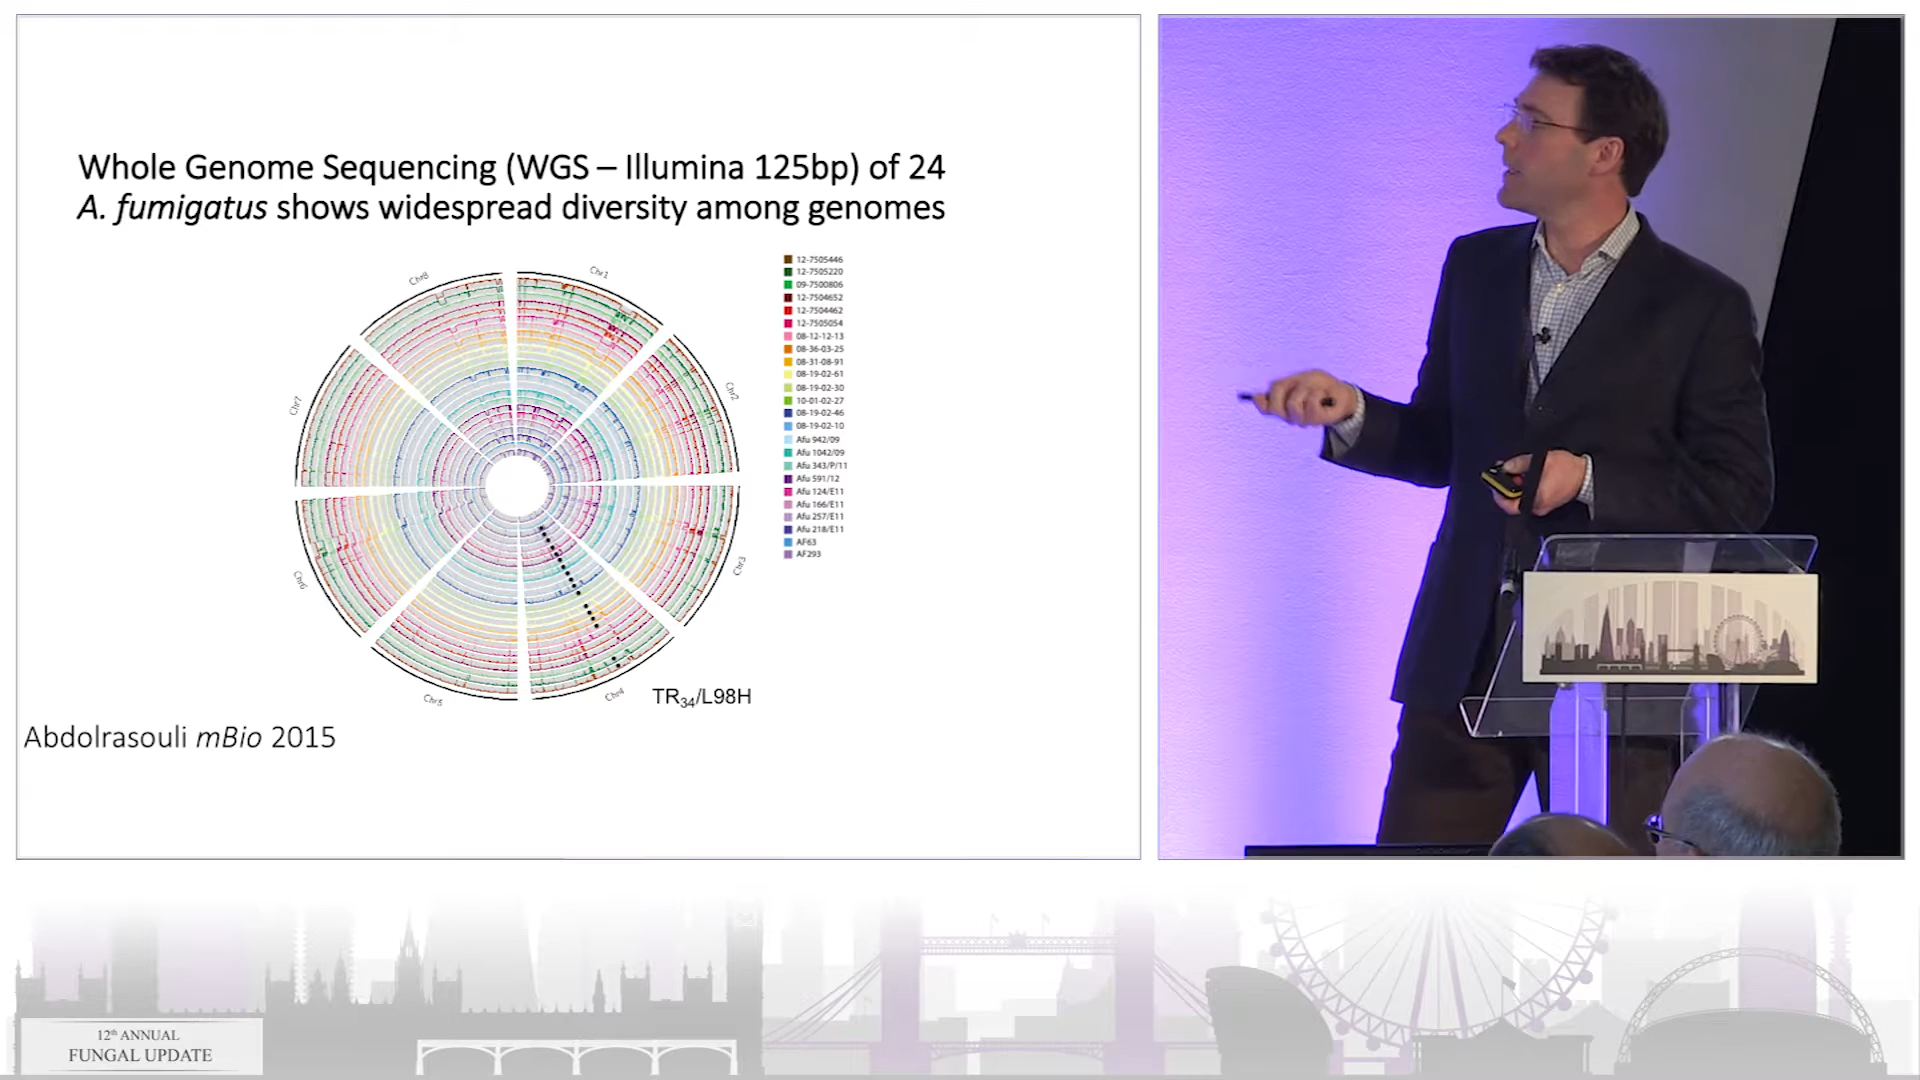 Whole Genome Sequencing (WGS – Illumina 125bp) of 24
A. fumigatus shows widespread diversity among genomes
Chr8
Chr1
Chr7
Chr2
Chr6
Chr3
Chr5
Chr4
12-7505446
12-7505220
09-7500806
12-7504652
12-7504462
12-7505054
08-12-12-13
08-36-03-25
08-31-08-91
08-19-02-61
08-19-02-30
10-01-02-27
08-19-02-46
08-19-02-10
Afu 942/09
Afu 1042/09
Afu 343/P/11
Afu 591/12
Afu 124/E11
Afu 166/E11
Afu 257/E11
Afu 218/E11
AF63
AF293
TR34/L98H
Abdolrasouli mBio 2015
12th ANNUAL
FUNGAL UPDATE